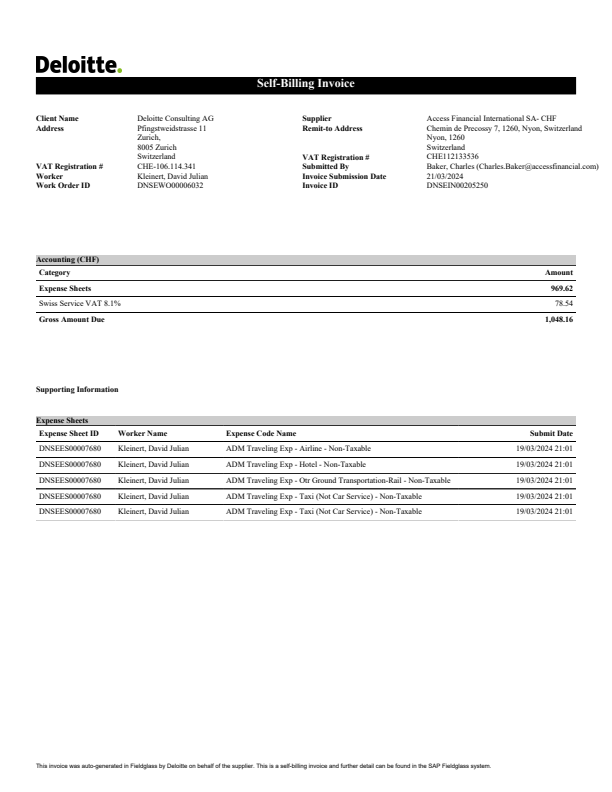 Deloitte.
Self-Billing Invoice
Client Name Deloitte Consulting AG
Address Pfingstweidstrasse 11
Zurich,
8005 Zurich
Switzerland
VAT Registration # CHE-106.114.341
Worker Kleinert, David Julian
Work Order ID DNSEWO00006032
Supplier Access Financial International SA- CHF
Remit-to Address Chemin de Precossy 7, 1260, Nyon, Switzerland
Nyon, 1260
Switzerland
VAT Registration # CHE112133536
Submitted By Baker, Charles (Charles.Baker@accessfinancial.com)
Invoice Submission Date 21/03/2024
Invoice ID DNSEIN00205250
Accounting (CHF)
Category Amount
Expense Sheets 969.62
Swiss Service VAT 8.1% 78.54
Gross Amount Due 1,048.16
Supporting Information
Expense Sheets
Expense Sheet ID Worker Name Expense Code Name Submit Date
DNSEES00007680 Kleinert, David Julian ADM Traveling Exp - Airline - Non-Taxable 19/03/2024 21:01
DNSEES00007680 Kleinert, David Julian ADM Traveling Exp - Hotel - Non-Taxable 19/03/2024 21:01
DNSEES00007680 Kleinert, David Julian ADM Traveling Exp - Otr Ground Transportation-Rail - Non-Taxable 19/03/2024 21:01
DNSEES00007680 Kleinert, David Julian ADM Traveling Exp - Taxi (Not Car Service) - Non-Taxable 19/03/2024 21:01
DNSEES00007680 Kleinert, David Julian ADM Traveling Exp - Taxi (Not Car Service) - Non-Taxable 19/03/2024 21:01
This invoice was auto-generated in Fieldglass by Deloitte on behalf of the supplier. This is a self-billing invoice and further detail can be found in the SAP Fieldglass system.